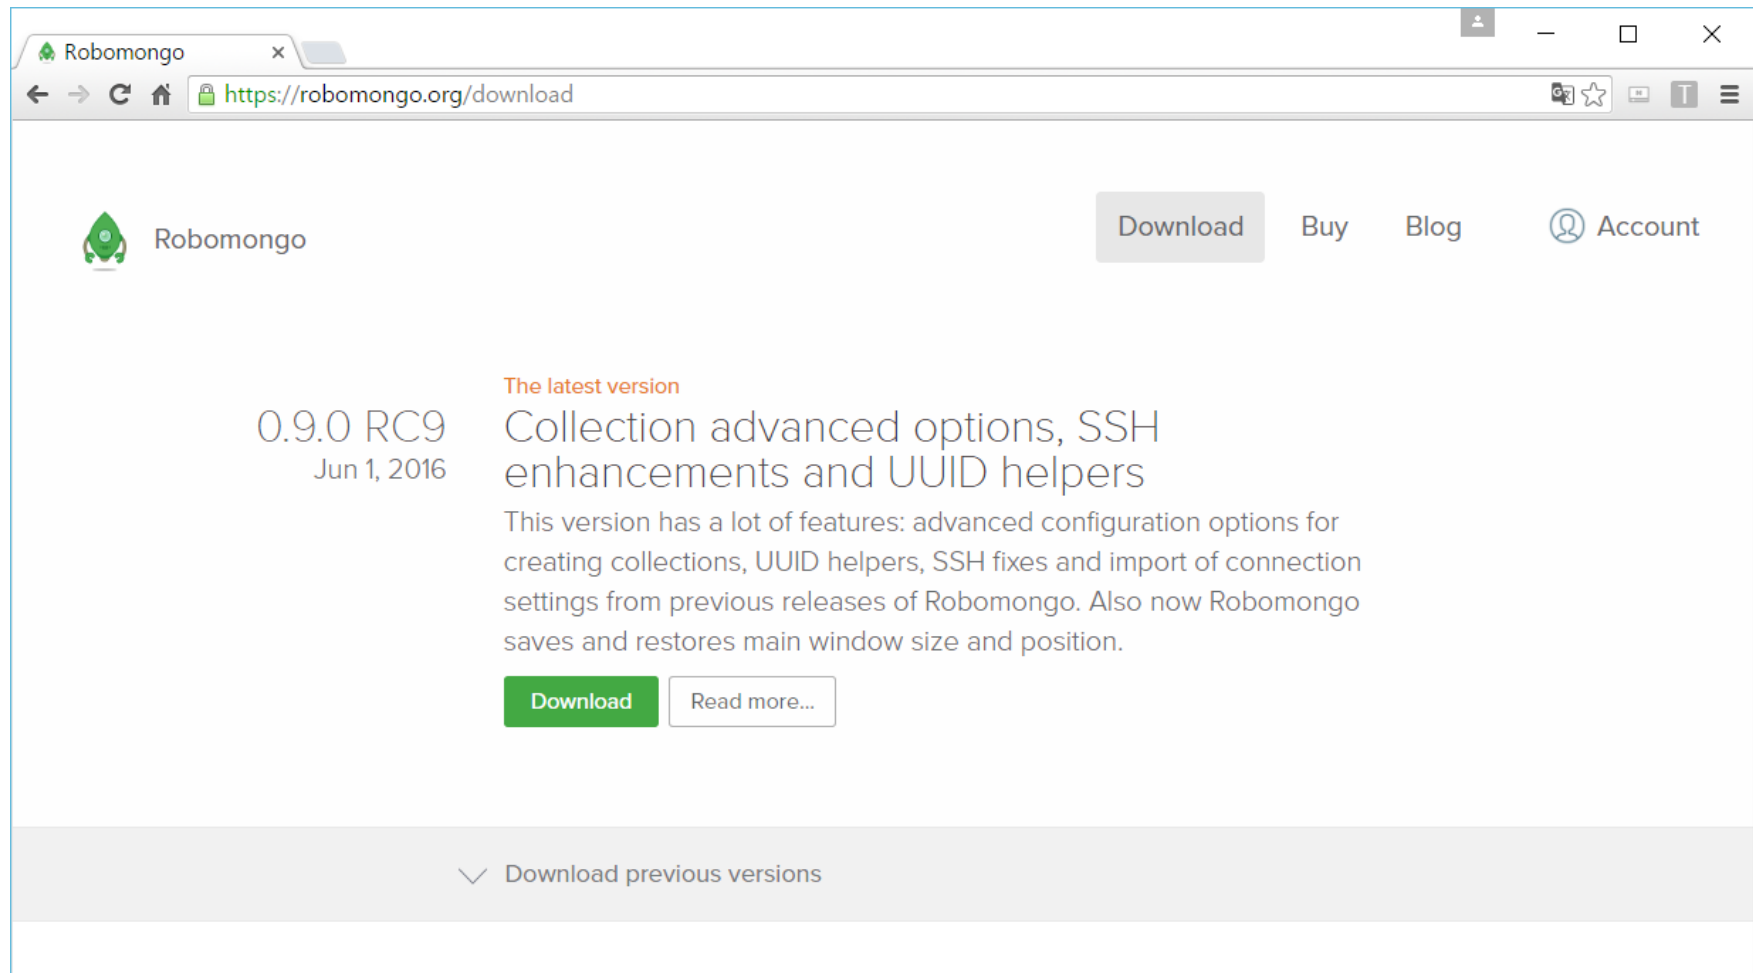 Robomongo
https://robomongo.org/download
T
Robomongo
Download Buy Blog Account
The latest version
0.9.0 RC9
Jun 1, 2016
Collection advanced options, SSH
enhancements and UUID helpers
This version has a lot of features: advanced configuration options for
creating collections, UUID helpers, SSH fixes and import of connection
settings from previous releases of Robomongo. Also now Robomongo
saves and restores main window size and position.
Download Read more...
Download previous versions